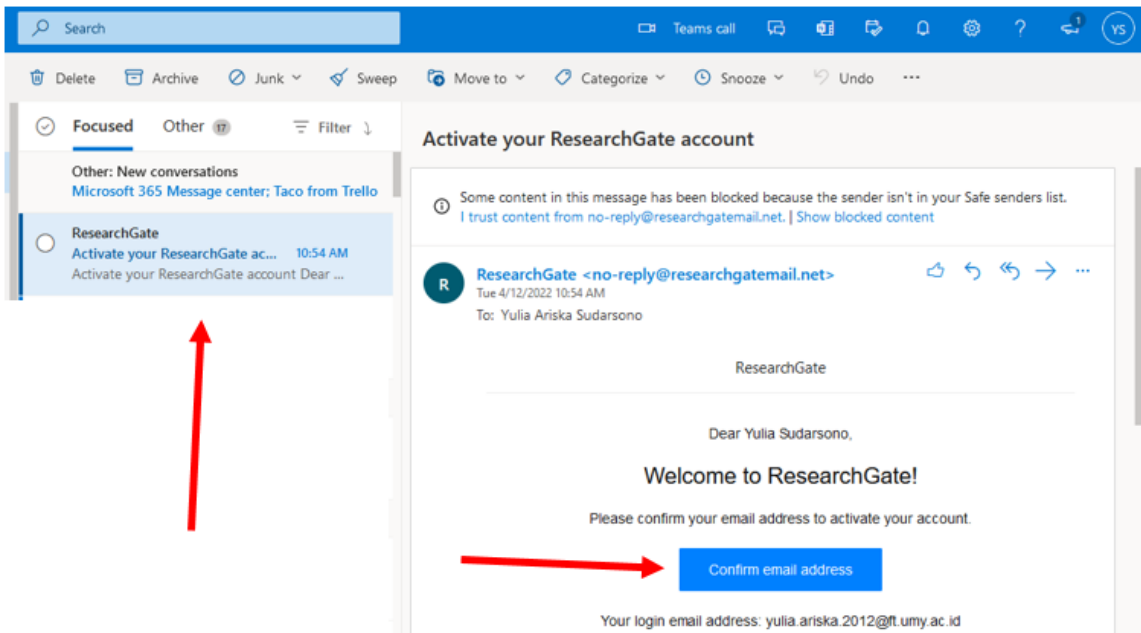 Search
Teams call
1
YS
Delete Archive Junk Sweep Move to Categorize Snooze Undo ...
Focused Other 17 Filter
Other: New conversations
Microsoft 365 Message center; Taco from Trello
ResearchGate
Activate your ResearchGate ac... 10:54 AM
Activate your ResearchGate account Dear ...
Activate your ResearchGate account
Some content in this message has been blocked because the sender isn't in your Safe senders list.
I trust content from no-reply@researchgatemail.net. | Show blocked content
R
ResearchGate <no-reply@researchgatemail.net>
Tue 4/12/2022 10:54 AM
To: Yulia Ariska Sudarsono
ResearchGate
Dear Yulia Sudarsono,
Welcome to ResearchGate!
Please confirm your email address to activate your account.
Confirm email address
Your login email address: yulia.ariska.2012@ft.umy.ac.id